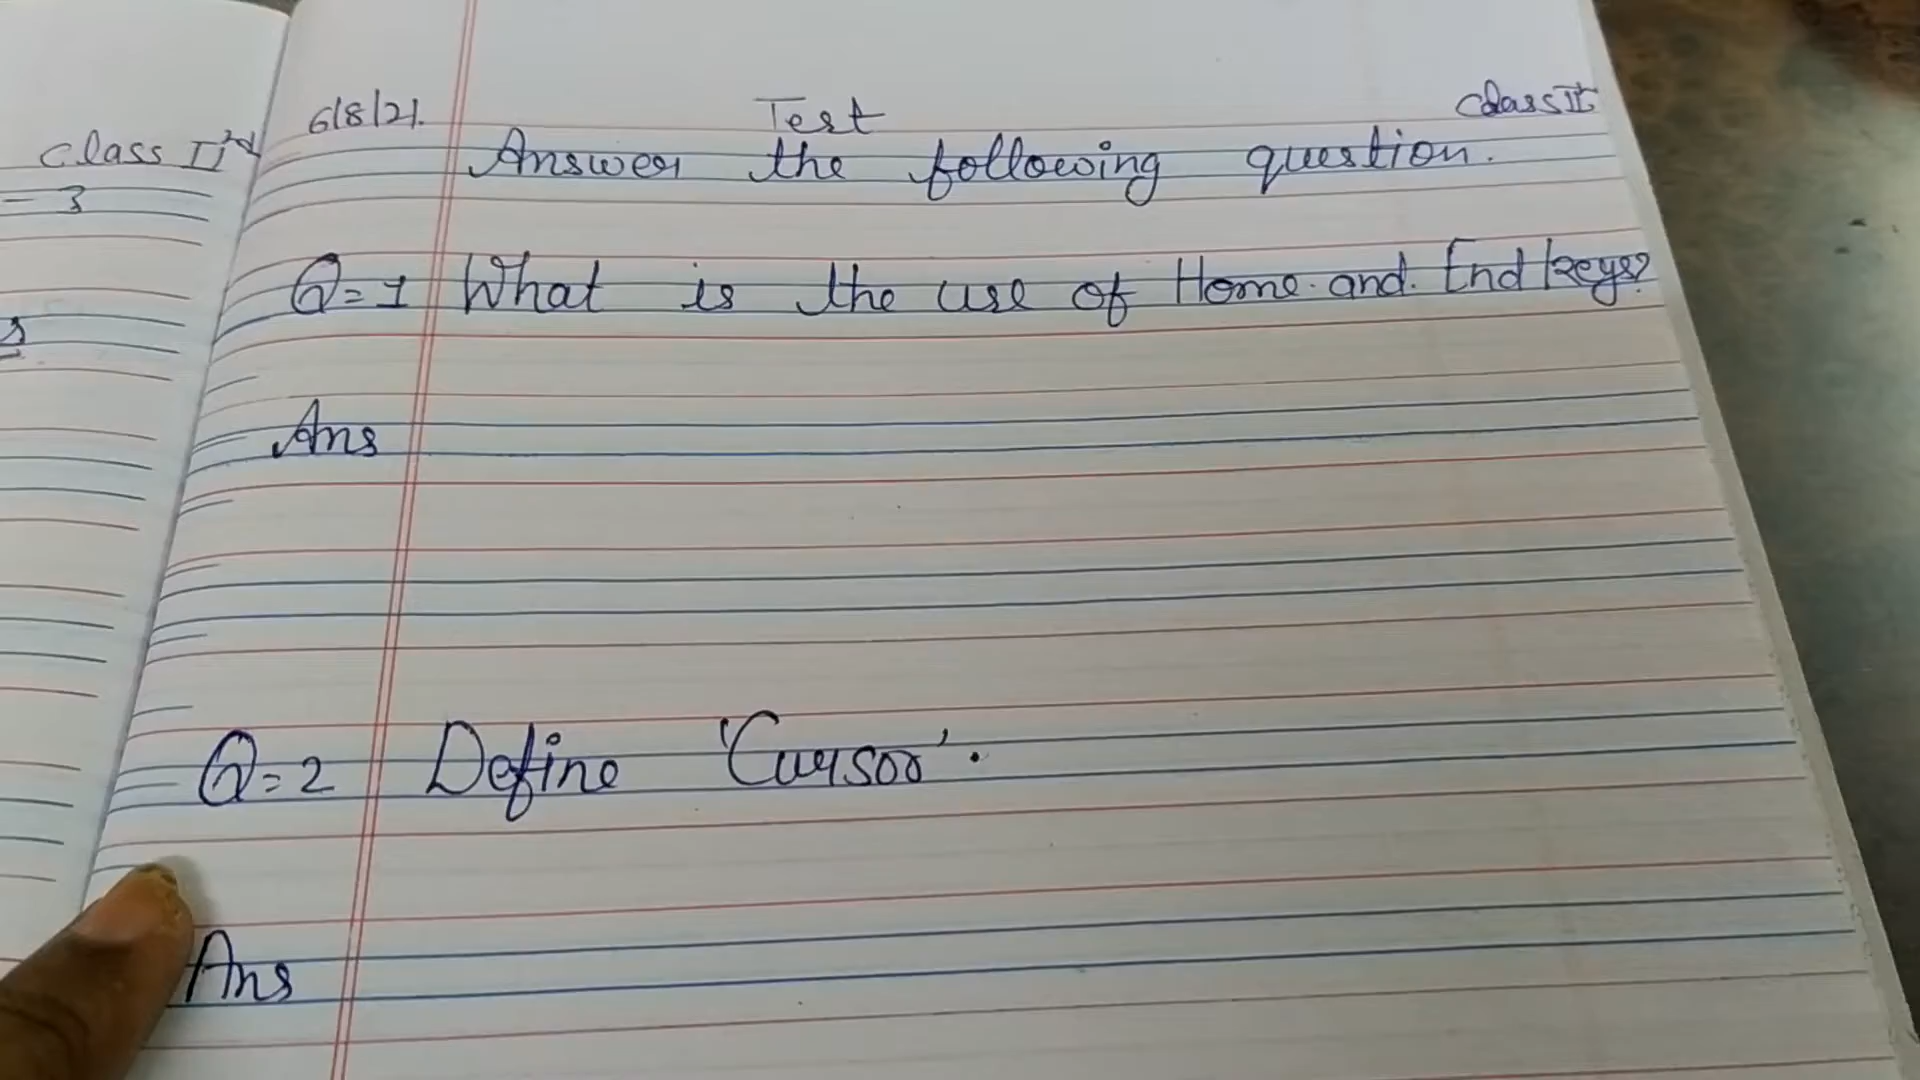 Class IInd
- 3
s
6/8/21.
Test
Class II
Answer the following question.
Q=1 What is the use of Home and End keys?
Ans
Q=2 Define 'Cursor'.
Ans